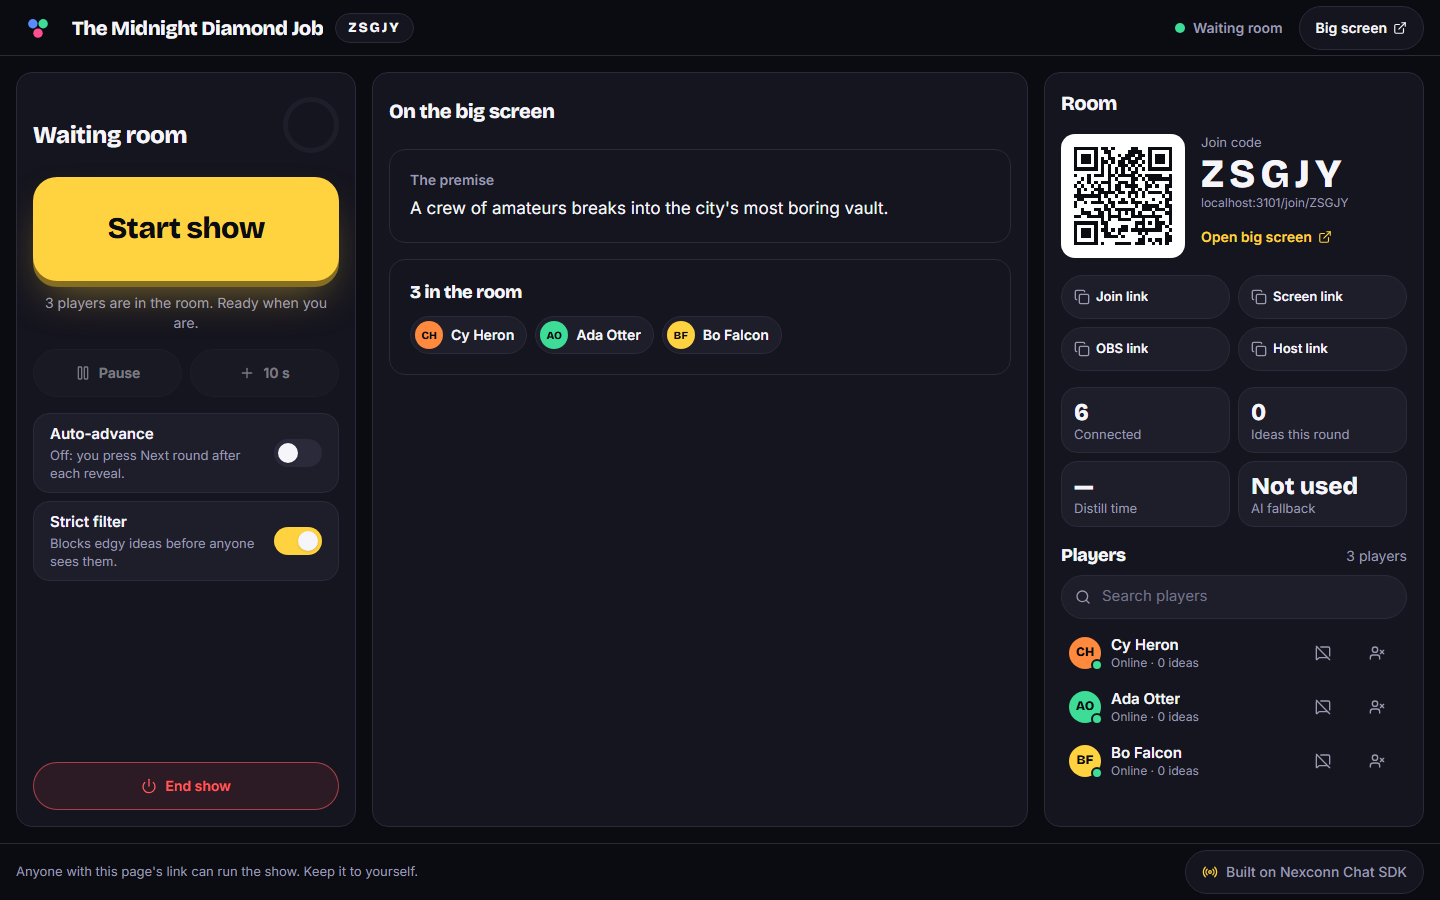 The Midnight Diamond Job
ZSGJY
Waiting room
Big screen
Waiting room
Start show
3 players are in the room. Ready when you
are.
Pause
10 s
Auto-advance
Off: you press Next round after
each reveal.
Strict filter
Blocks edgy ideas before anyone
sees them.
End show
On the big screen
The premise
A crew of amateurs breaks into the city's most boring vault.
3 in the room
CH Cy Heron
AO Ada Otter
BF Bo Falcon
Room
Join code
ZSGJY
localhost:3101/join/ZSGJY
Open big screen
Join link
Screen link
OBS link
Host link
6
Connected
0
Ideas this round
—
Distill time
Not used
AI fallback
Players
3 players
Search players
CH
Cy Heron
Online · 0 ideas
AO
Ada Otter
Online · 0 ideas
BF
Bo Falcon
Online · 0 ideas
Anyone with this page's link can run the show. Keep it to yourself.
Built on Nexconn Chat SDK